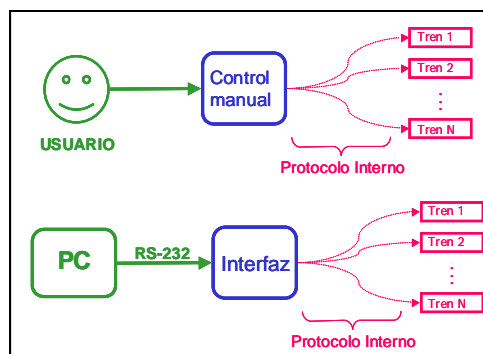 Tren 1
Control
manual
Tren 2
...
Tren N
USUARIO
Protocolo Interno
PC
RS-232
Interfaz
Tren 1
Tren 2
...
Tren N
Protocolo Interno